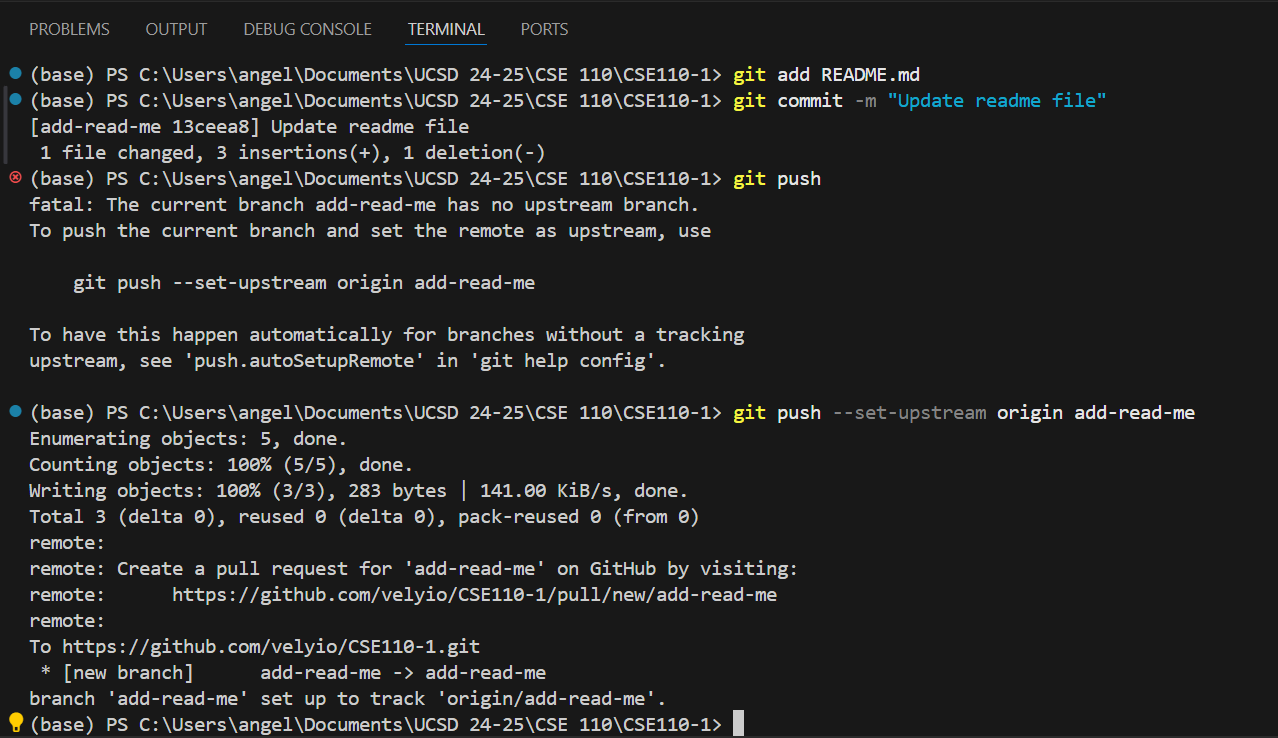 PROBLEMS OUTPUT DEBUG CONSOLE TERMINAL PORTS
(base) PS C:\Users\angel\Documents\UCSD 24-25\CSE 110\CSE110-1> git add README.md
(base) PS C:\Users\angel\Documents\UCSD 24-25\CSE 110\CSE110-1> git commit -m "Update readme file"
[add-read-me 13ceea8] Update readme file
 1 file changed, 3 insertions(+), 1 deletion(-)
(base) PS C:\Users\angel\Documents\UCSD 24-25\CSE 110\CSE110-1> git push
fatal: The current branch add-read-me has no upstream branch.
To push the current branch and set the remote as upstream, use
    git push --set-upstream origin add-read-me
To have this happen automatically for branches without a tracking
upstream, see 'push.autoSetupRemote' in 'git help config'.
(base) PS C:\Users\angel\Documents\UCSD 24-25\CSE 110\CSE110-1> git push --set-upstream origin add-read-me
Enumerating objects: 5, done.
Counting objects: 100% (5/5), done.
Writing objects: 100% (3/3), 283 bytes | 141.00 KiB/s, done.
Total 3 (delta 0), reused 0 (delta 0), pack-reused 0 (from 0)
remote:
remote: Create a pull request for 'add-read-me' on GitHub by visiting:
remote:      https://github.com/velyio/CSE110-1/pull/new/add-read-me
remote:
To https://github.com/velyio/CSE110-1.git
 * [new branch]      add-read-me -> add-read-me
branch 'add-read-me' set up to track 'origin/add-read-me'.
(base) PS C:\Users\angel\Documents\UCSD 24-25\CSE 110\CSE110-1>